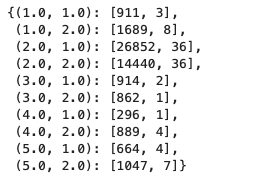 {(1.0, 1.0): [911, 3],
(1.0, 2.0): [1689, 8],
(2.0, 1.0): [26852, 36],
(2.0, 2.0): [14440, 36],
(3.0, 1.0): [914, 2],
(3.0, 2.0): [862, 1],
(4.0, 1.0): [296, 1],
(4.0, 2.0): [889, 4],
(5.0, 1.0): [664, 4],
(5.0, 2.0): [1047, 7]}